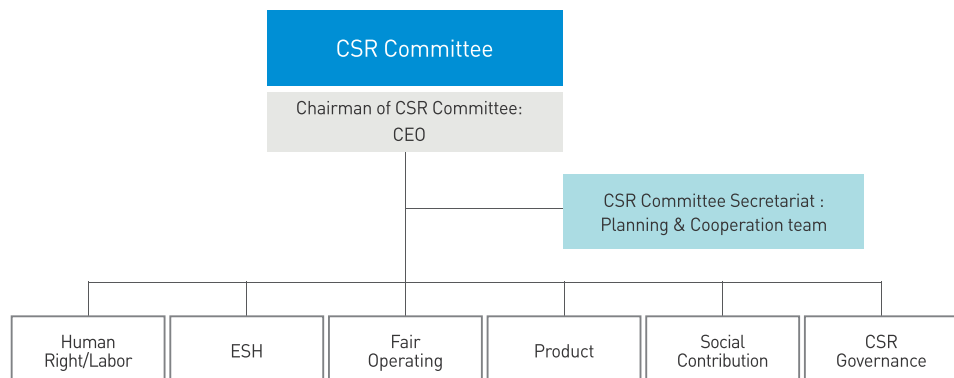 CSR Committee
Chairman of CSR Committee:
CEO
CSR Committee Secretariat :
Planning & Cooperation team
Human
Right/Labor
ESH
Fair
Operating
Product
Social
Contribution
CSR
Governance